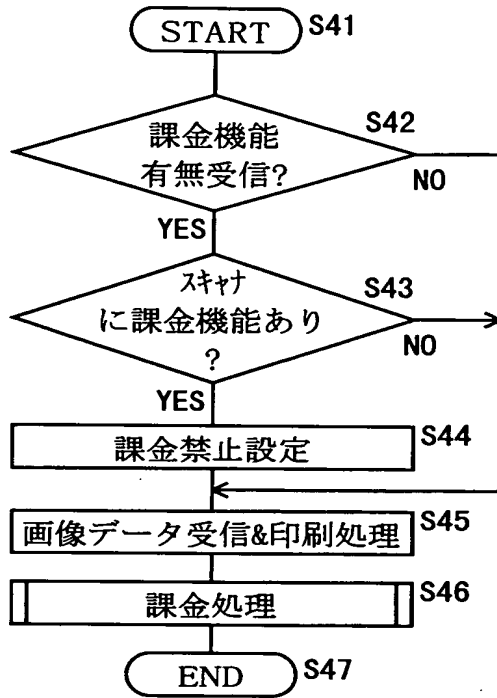 START S41
S42
課金機能
有無受信?
NO
YES
スキャナ
S43
に課金機能あり
?
NO
YES
課金禁止設定 S44
画像データ受信&印刷処理 S45
課金処理 S46
END S47